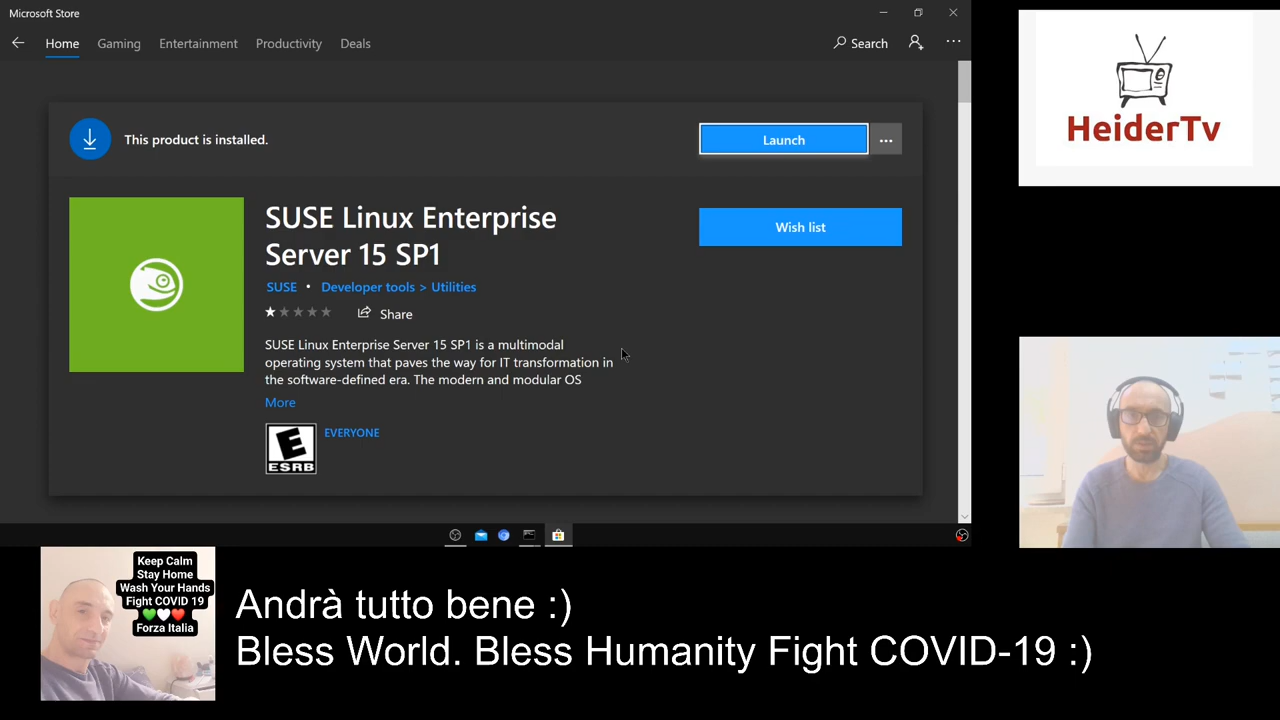 Microsoft Store
Home Gaming Entertainment Productivity Deals Search
This product is installed.
Launch
SUSE Linux Enterprise
Server 15 SP1
Wish list
SUSE • Developer tools > Utilities
Share
SUSE Linux Enterprise Server 15 SP1 is a multimodal
operating system that paves the way for IT transformation in
the software-defined era. The modern and modular OS
More
E
ESRB
EVERYONE
HeiderTv
Keep Calm
Stay Home
Wash Your Hands
Fight COVID 19
Forza Italia
Andrà tutto bene :)
Bless World. Bless Humanity Fight COVID-19 :)